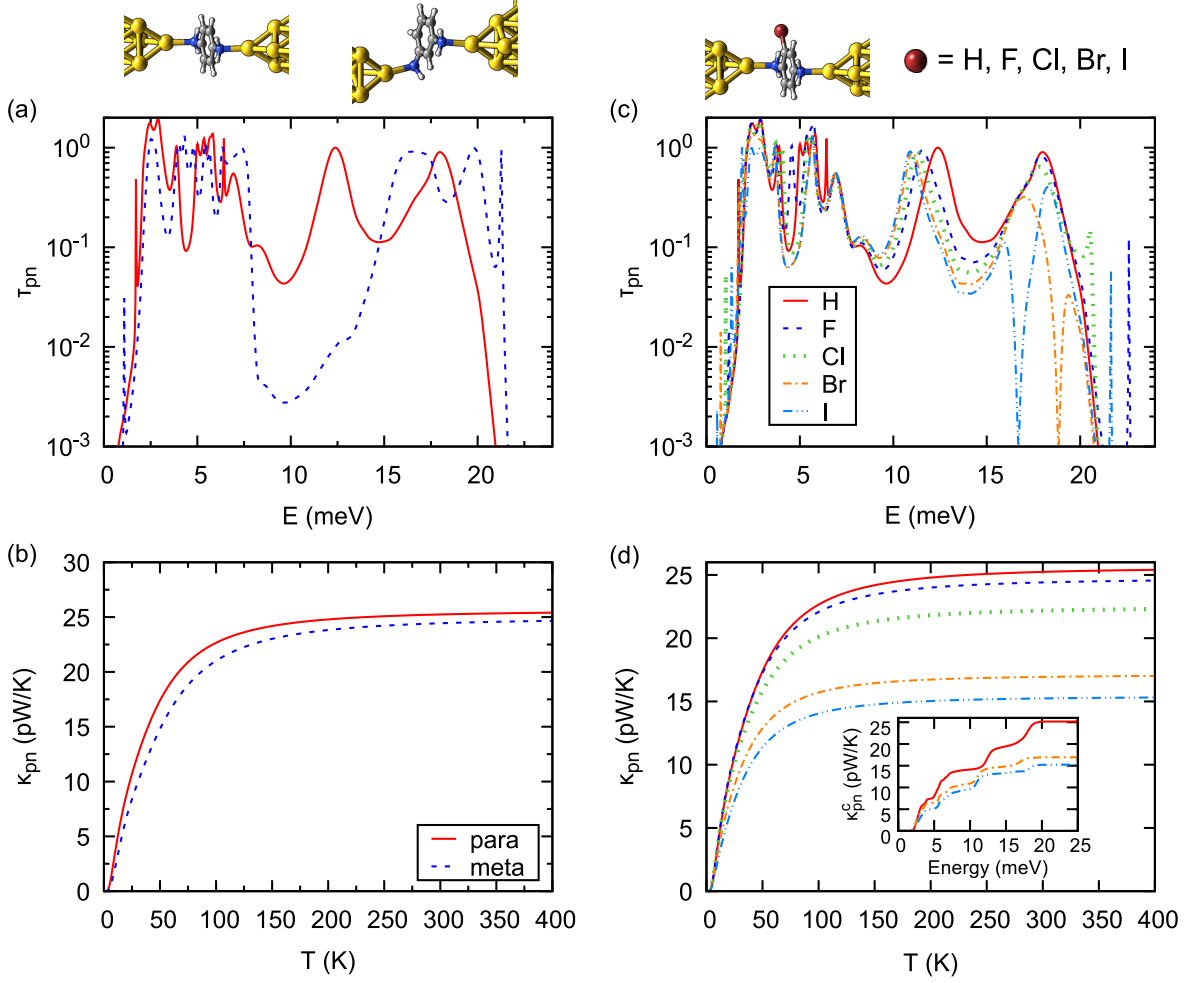 = H, F, Cl, Br, I
(a)
(c)
10⁰
10⁻¹
10⁻²
10⁻³
τpn
0 5 10 15 20
E (meV)
10⁰
10⁻¹
10⁻²
10⁻³
τpn
H
F
Cl
Br
I
0 5 10 15 20
E (meV)
(b)
(d)
30
25
20
15
10
5
0
κpn (pW/K)
para
meta
0 50 100 150 200 250 300 350 400
T (K)
25
20
15
10
5
0
κpn (pW/K)
25
20
15
10
5
0
κᶜpn (pW/K)
0 5 10 15 20 25
Energy (meV)
0 50 100 150 200 250 300 350 400
T (K)